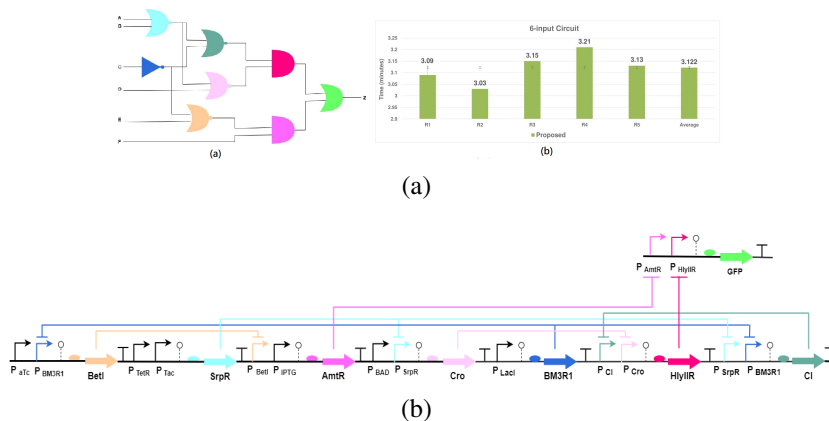 6-input Circuit
A
B
C
D
E
F
Z
(a)
Time (minutes)
3.25
3.2
3.15
3.1
3.05
3
2.95
2.9
3.09
3.03
3.15
3.21
3.13
3.122
R1 R2 R3 R4 R5 Average
Proposed
(b)
(a)
P AmtR P HlyIIR GFP
P aTc P BM3R1 BetI P TetR P Tac SrpR P BetI P IPTG AmtR P BAD P SrpR Cro P LacI BM3R1 P CI P Cro HlyIIR P SrpR P BM3R1 CI
(b)